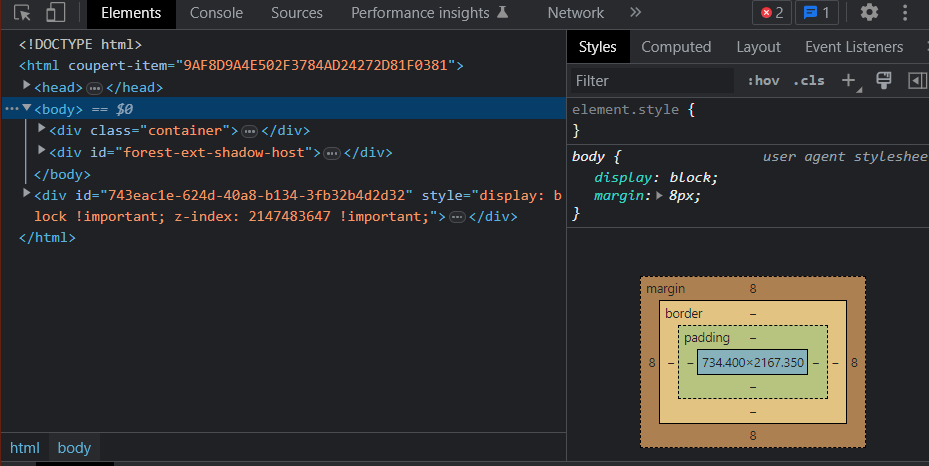 Elements Console Sources Performance insights Network » 2 1
<!DOCTYPE html>
<html coupert-item="9AF8D9A4E502F3784AD24272D81F0381">
<head>…</head>
<body> == $0
<div class="container">…</div>
<div id="forest-ext-shadow-host">…</div>
</body>
<div id="743eac1e-624d-40a8-b134-3fb32b4d2d32" style="display: b
lock !important; z-index: 2147483647 !important;">…</div>
</html>
html body
Styles Computed Layout Event Listeners
Filter :hov .cls +
element.style {
}
body { user agent styleshee
display: block;
margin: 8px;
}
margin 8
border –
padding –
8 – – 734.400×2167.350 – – 8
–
–
8